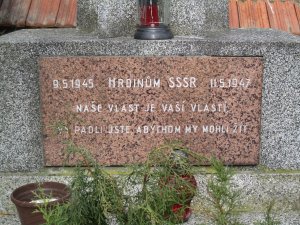 9.5.1945 HRDINŮM SSSR 11.5.1947
NAŠE VLAST JE VAŠÍ VLASTÍ
PADLI JSTE, ABYCHOM MY MOHLI ŽÍT